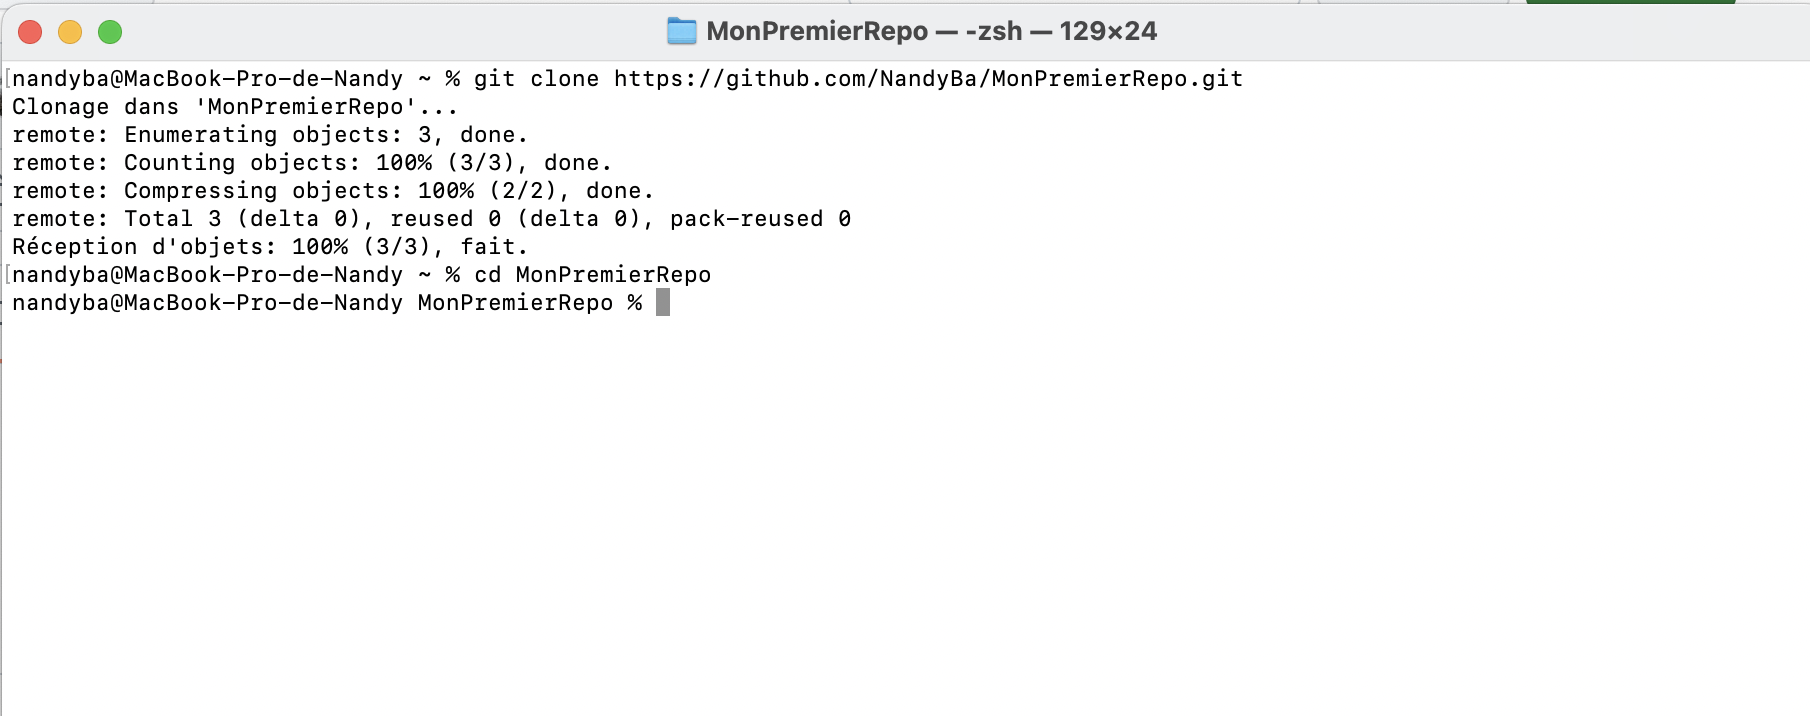 MonPremierRepo — -zsh — 129×24
nandyba@MacBook-Pro-de-Nandy ~ % git clone https://github.com/NandyBa/MonPremierRepo.git
Clonage dans 'MonPremierRepo'...
remote: Enumerating objects: 3, done.
remote: Counting objects: 100% (3/3), done.
remote: Compressing objects: 100% (2/2), done.
remote: Total 3 (delta 0), reused 0 (delta 0), pack-reused 0
Réception d'objets: 100% (3/3), fait.
nandyba@MacBook-Pro-de-Nandy ~ % cd MonPremierRepo
nandyba@MacBook-Pro-de-Nandy MonPremierRepo %